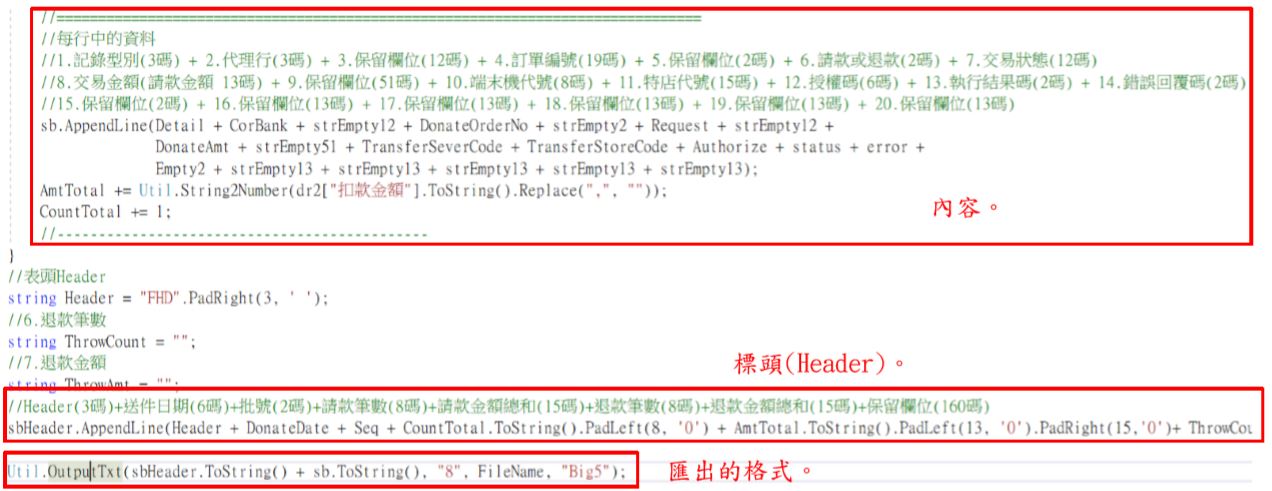 //==============================================================================
//每行中的資料
//1.記錄型別(3碼) + 2.代理行(3碼) + 3.保留欄位(12碼) + 4.訂單編號(19碼) + 5.保留欄位(2碼) + 6.請款或退款(2碼) + 7.交易狀態(12碼)
//8.交易金額(請款金額 13碼) + 9.保留欄位(51碼) + 10.端末機代號(8碼) + 11.特店代號(15碼) + 12.授權碼(6碼) + 13.執行結果碼(2碼) + 14.錯誤回覆碼(2碼)
//15.保留欄位(2碼) + 16.保留欄位(13碼) + 17.保留欄位(13碼) + 18.保留欄位(13碼) + 19.保留欄位(13碼) + 20.保留欄位(13碼)
sb.AppendLine(Detail + CorBank + strEmpty12 + DonateOrderNo + strEmpty2 + Request + strEmpty12 +
DonateAmt + strEmpty51 + TransferSeverCode + TransferStoreCode + Authorize + status + error +
Empty2 + strEmpty13 + strEmpty13 + strEmpty13 + strEmpty13 + strEmpty13);
AmtTotal += Util.String2Number(dr2["扣款金額"].ToString().Replace(",", ""));
CountTotal += 1;
內容。
//---------------------------------------------
}
//表頭Header
string Header = "FHD".PadRight(3, ' ');
//6.退款筆數
string ThrowCount = "";
//7.退款金額
標頭(Header)。
string ThrowAmt = "";
//Header(3碼)+送件日期(6碼)+批號(2碼)+請款筆數(8碼)+請款金額總和(15碼)+退款筆數(8碼)+退款金額總和(15碼)+保留欄位(160碼)
sbHeader.AppendLine(Header + DonateDate + Seq + CountTotal.ToString().PadLeft(8, '0') + AmtTotal.ToString().PadLeft(13, '0').PadRight(15,'0')+ ThrowCou
Util.OutputTxt(sbHeader.ToString() + sb.ToString(), "8", FileName, "Big5");
匯出的格式。